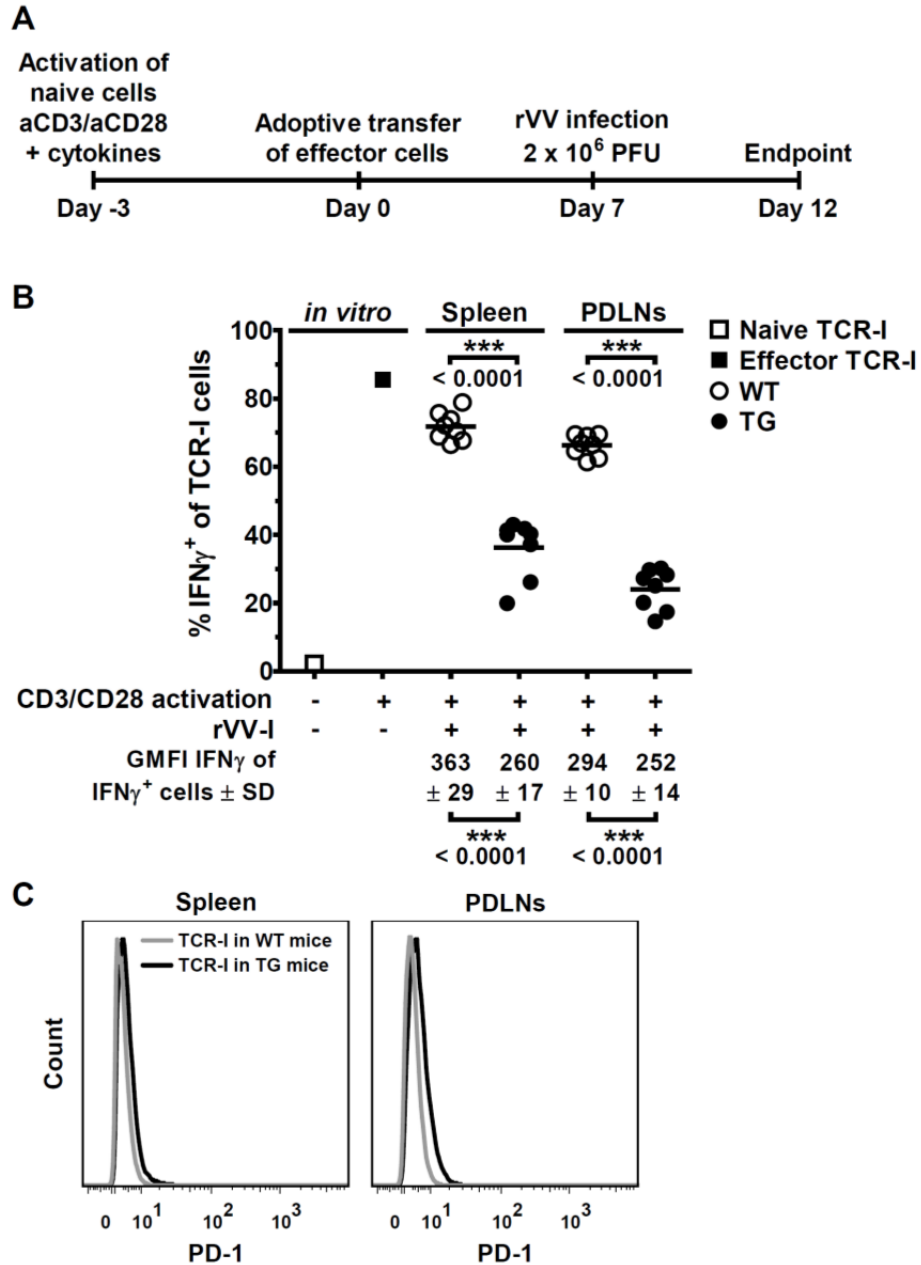 A
Activation of
naive cells
aCD3/aCD28
+ cytokines
Adoptive transfer
of effector cells
rVV infection
2 x 10⁶ PFU
Endpoint
Day -3
Day 0
Day 7
Day 12
B
in vitro
Spleen
PDLNs
*** 
< 0.0001
***
< 0.0001
Naive TCR-I
Effector TCR-I
WT
TG
% IFNγ⁺ of TCR-I cells
100
80
60
40
20
0
CD3/CD28 activation - + + + + +
rVV-I - - + + + +
GMFI IFNγ of 363 260 294 252
IFNγ⁺ cells ± SD ± 29 ± 17 ± 10 ± 14
*** ***
< 0.0001 < 0.0001
C
Spleen
PDLNs
TCR-I in WT mice
TCR-I in TG mice
Count
0 10¹ 10² 10³
0 10¹ 10² 10³
PD-1
PD-1